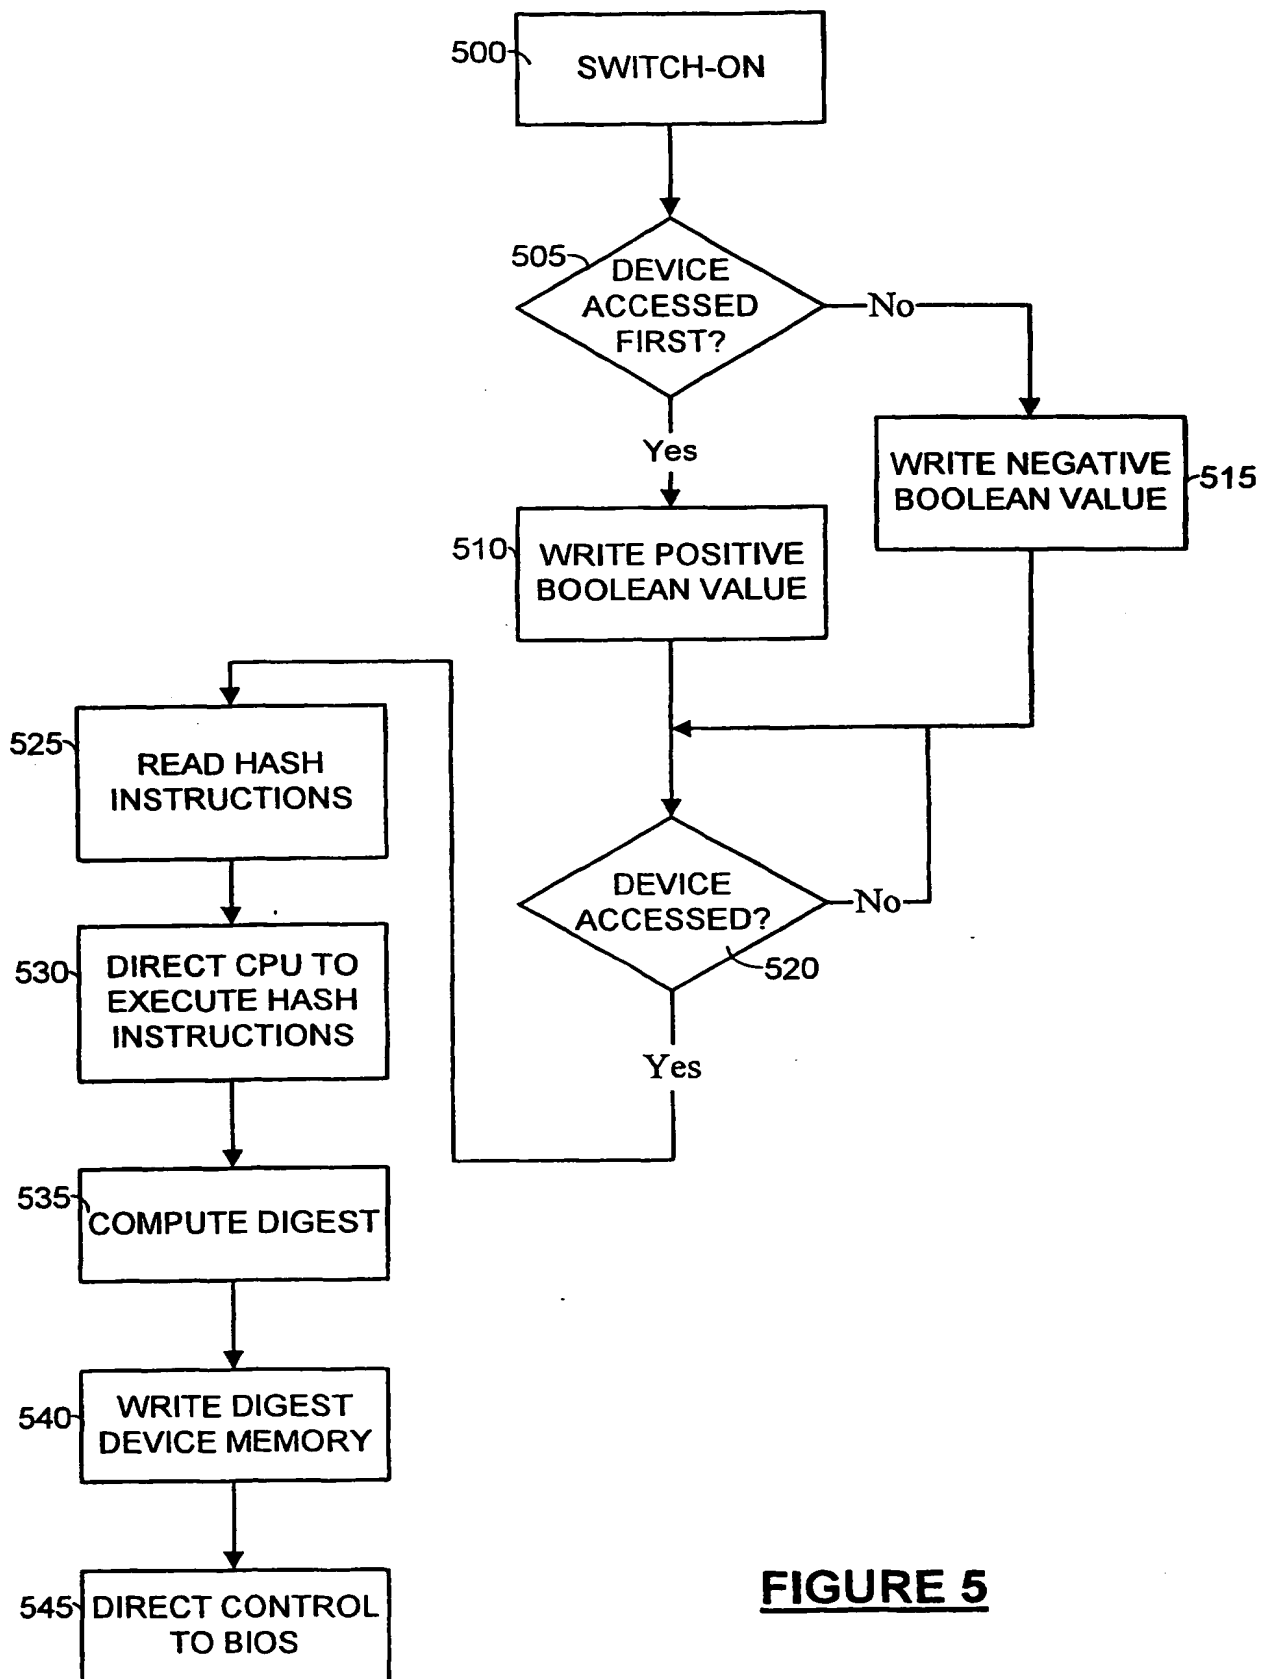 500
SWITCH-ON
505
DEVICE
ACCESSED
FIRST?
No
Yes
WRITE NEGATIVE
BOOLEAN VALUE
515
510
WRITE POSITIVE
BOOLEAN VALUE
525
READ HASH
INSTRUCTIONS
DEVICE
ACCESSED?
No
520
Yes
530
DIRECT CPU TO
EXECUTE HASH
INSTRUCTIONS
535
COMPUTE DIGEST
540
WRITE DIGEST
DEVICE MEMORY
545
DIRECT CONTROL
TO BIOS
FIGURE 5